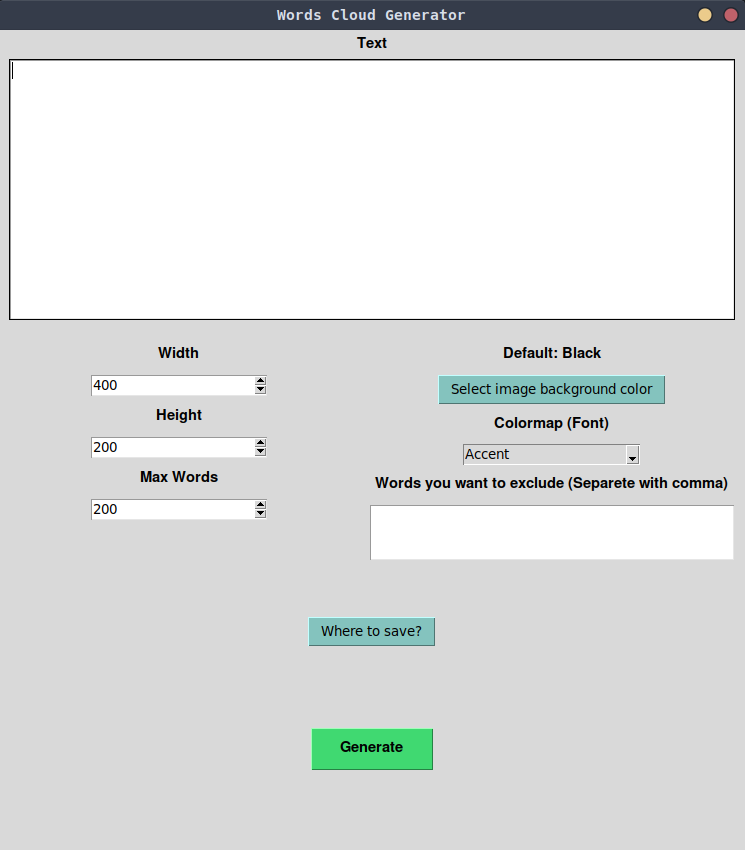 Words Cloud Generator
Text
Width
Default: Black
400
Select image background color
Height
Colormap (Font)
200
Accent
Max Words
Words you want to exclude (Separete with comma)
200
Where to save?
Generate